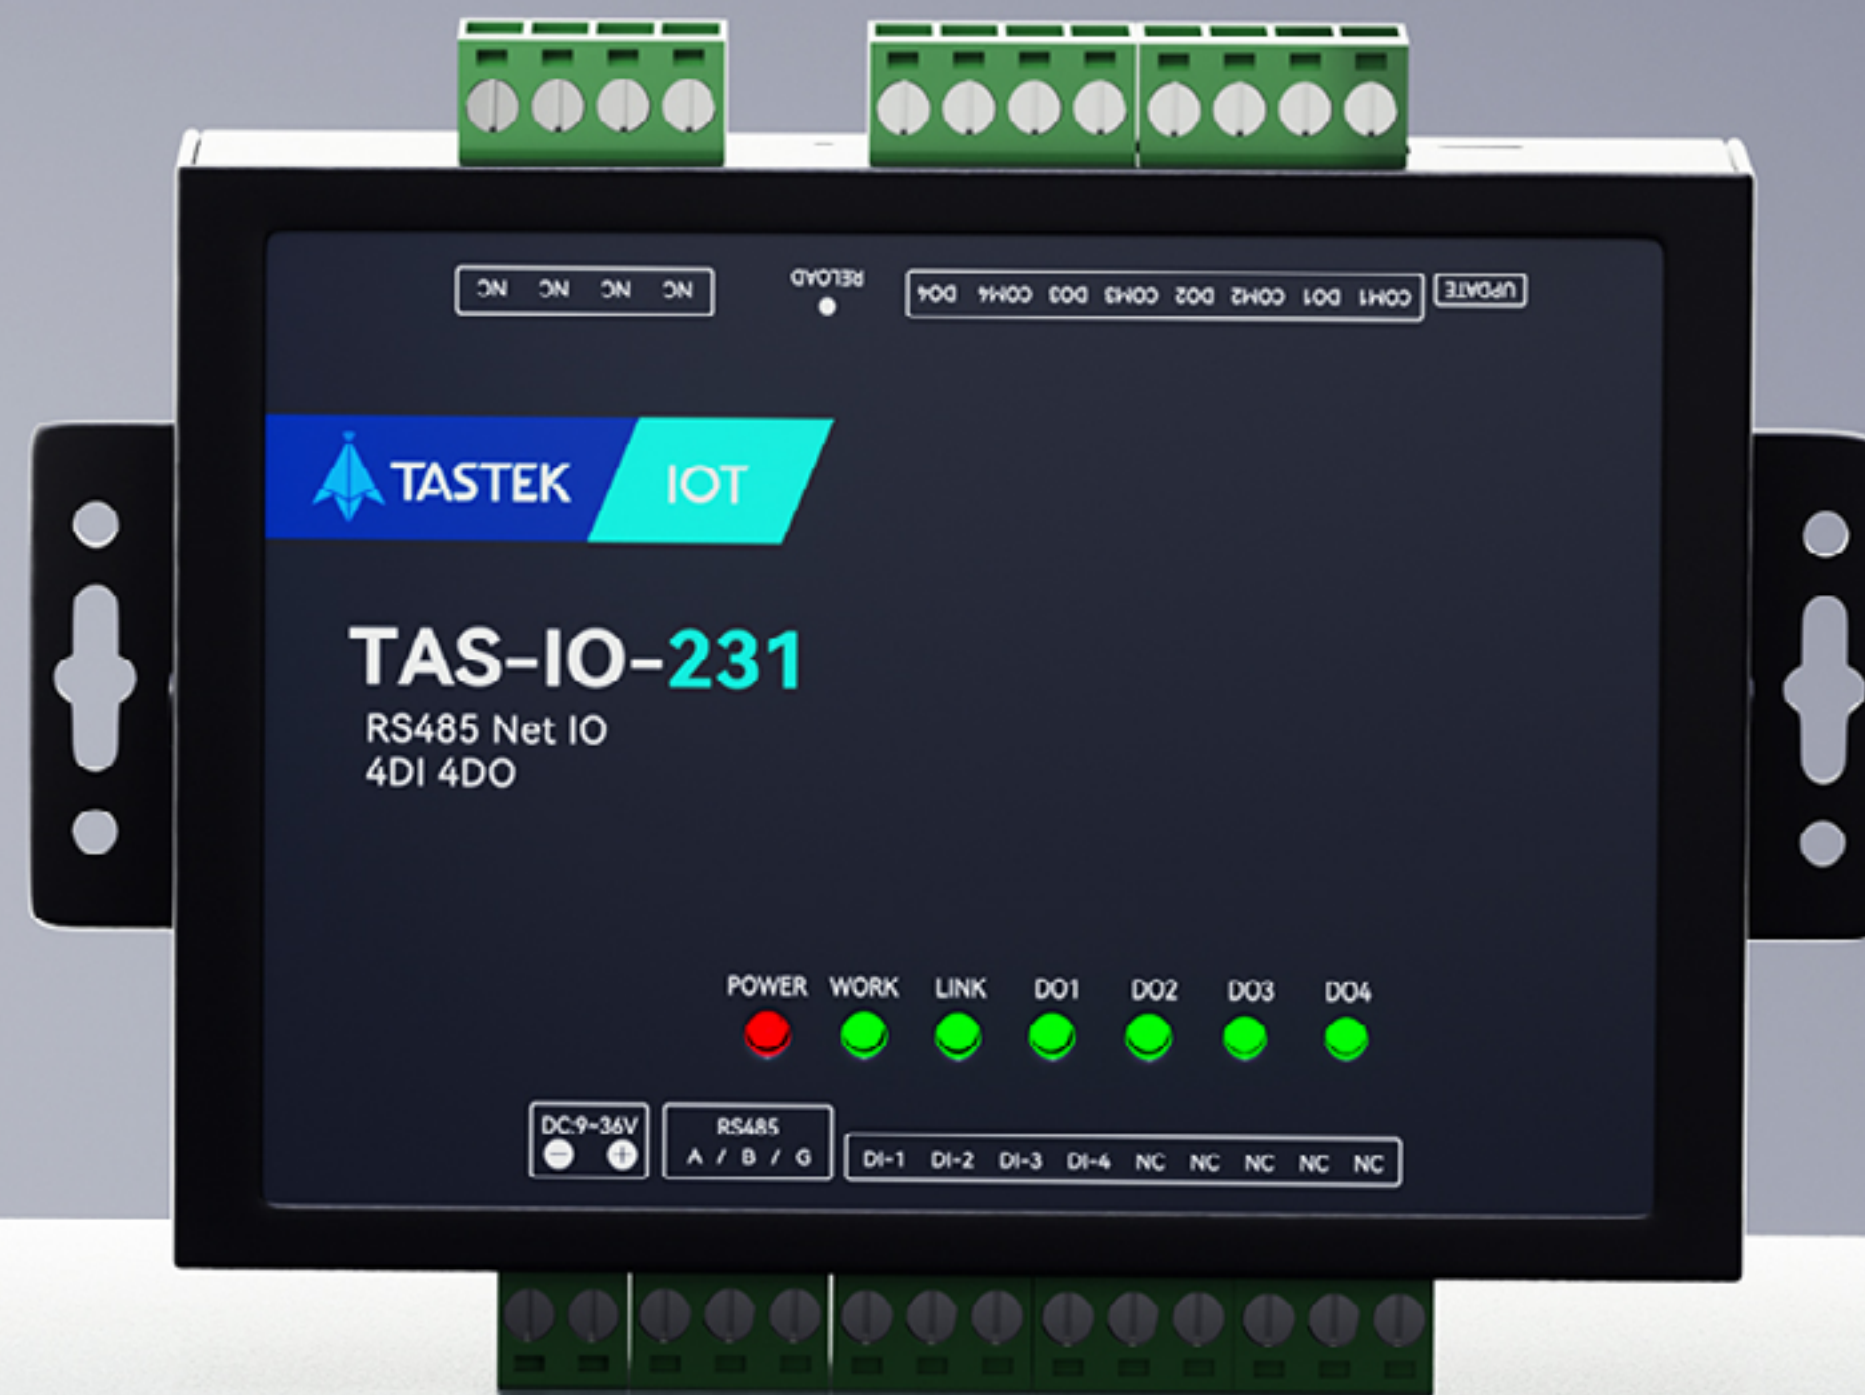 NC NC NC NC
RELOAD
DO4 COM4 DO3 COM3 DO2 COM2 DO1 COM1
UPDATE
TASTEK IOT
TAS-IO-231
RS485 Net IO
4DI 4DO
POWER WORK LINK DO1 DO2 DO3 DO4
DC:9~36V
RS485
A / B / G
DI-1 DI-2 DI-3 DI-4 NC NC NC NC NC